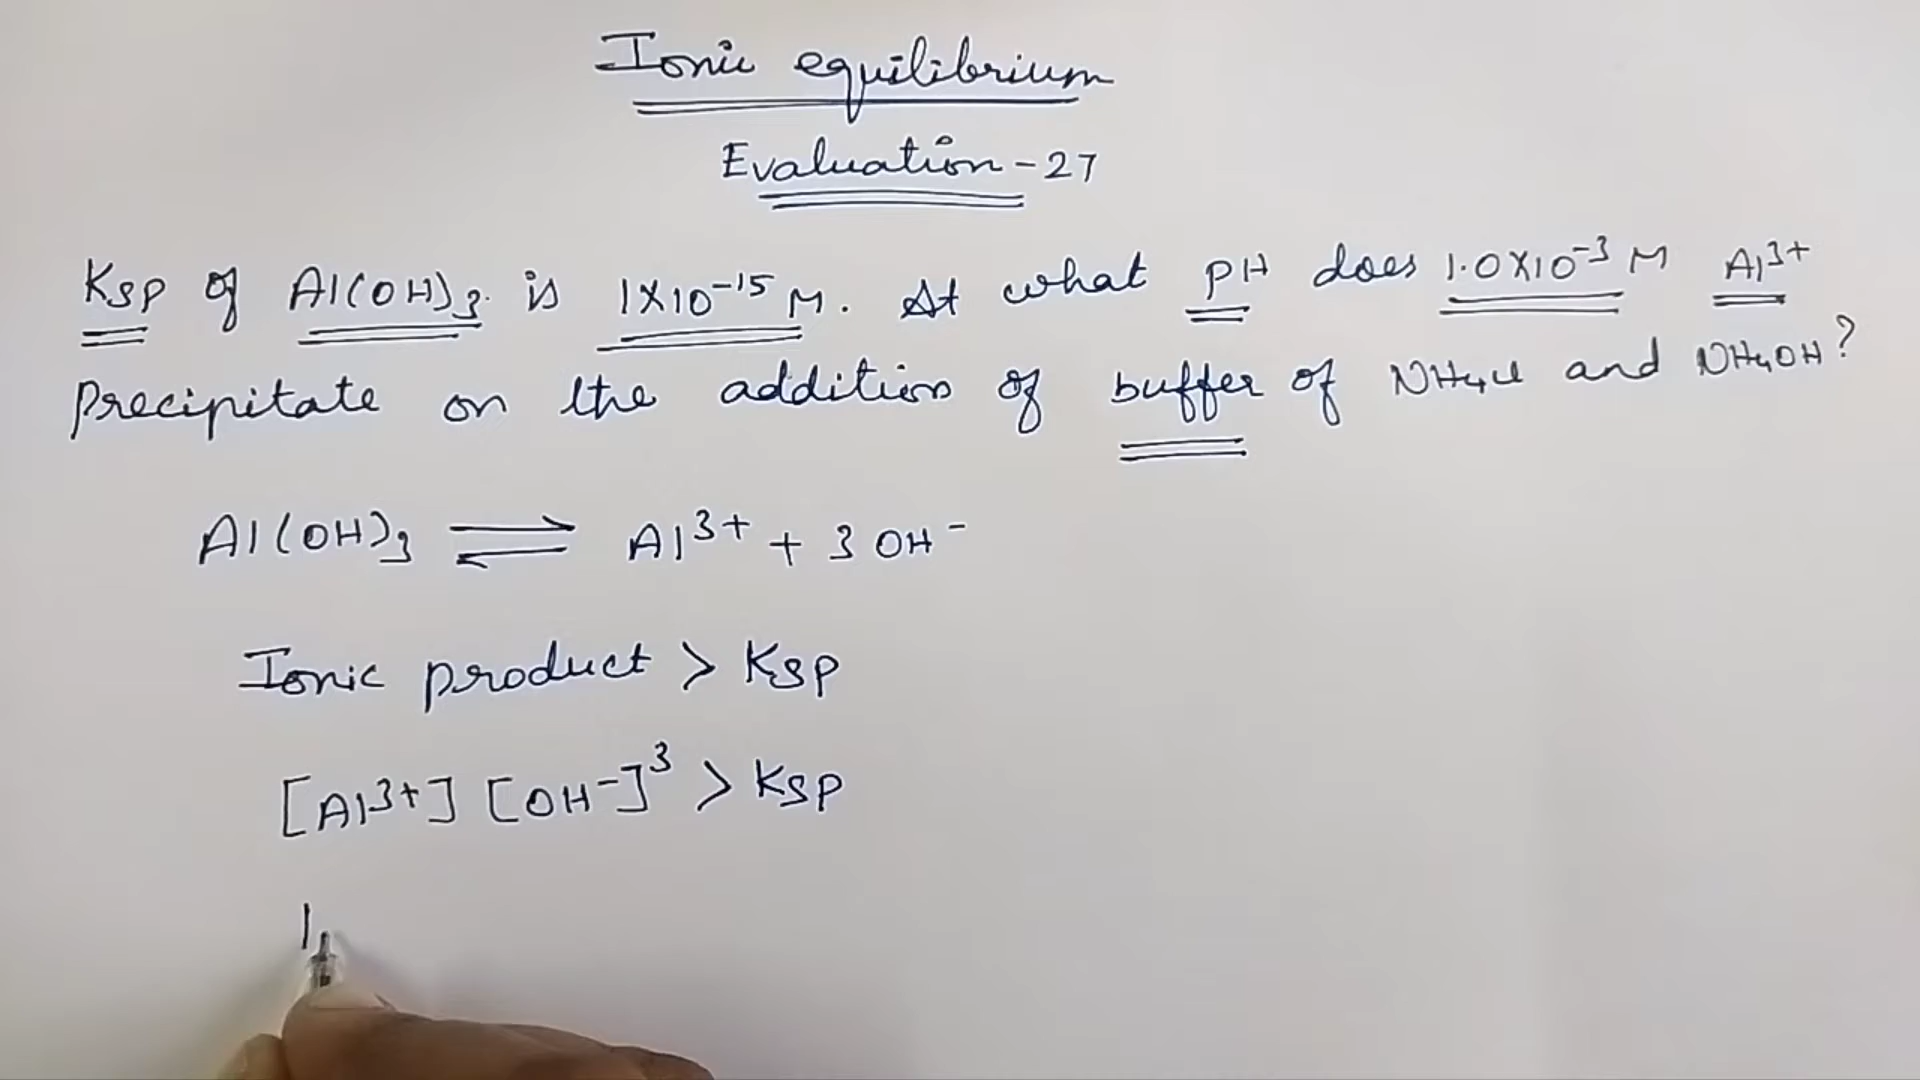 Ionic equilibrium
Evaluation - 27
Ksp of Al(OH)₃ is 1×10⁻¹⁵ M. At what pH does 1.0×10⁻³ M Al³⁺
precipitate on the addition of buffer of NH₄Cl and NH₄OH?
Al(OH)₃ ⇌ Al³⁺ + 3OH⁻
Ionic product > Ksp
[Al³⁺] [OH⁻]³ > Ksp
1.